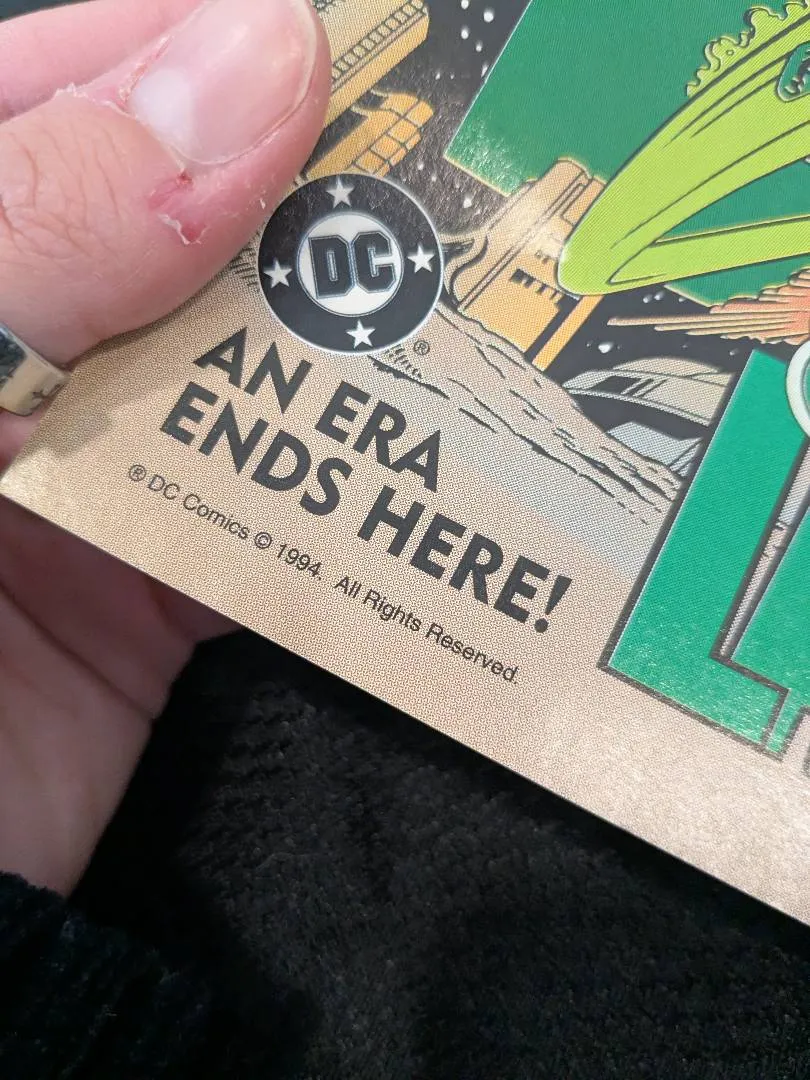 DC
®
AN ERA
ENDS HERE!
® DC Comics © 1994. All Rights Reserved.